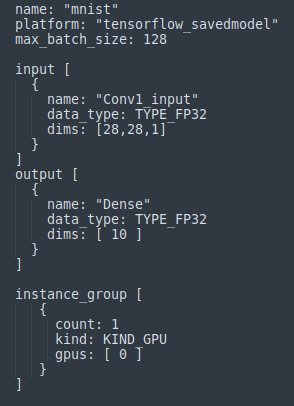 name: "mnist"
platform: "tensorflow_savedmodel"
max_batch_size: 128

input [
  {
    name: "Conv1_input"
    data_type: TYPE_FP32
    dims: [28,28,1]
  }
]
output [
  {
    name: "Dense"
    data_type: TYPE_FP32
    dims: [ 10 ]
  }
]

instance_group [
   {
     count: 1
     kind: KIND_GPU
     gpus: [ 0 ]
   }
]